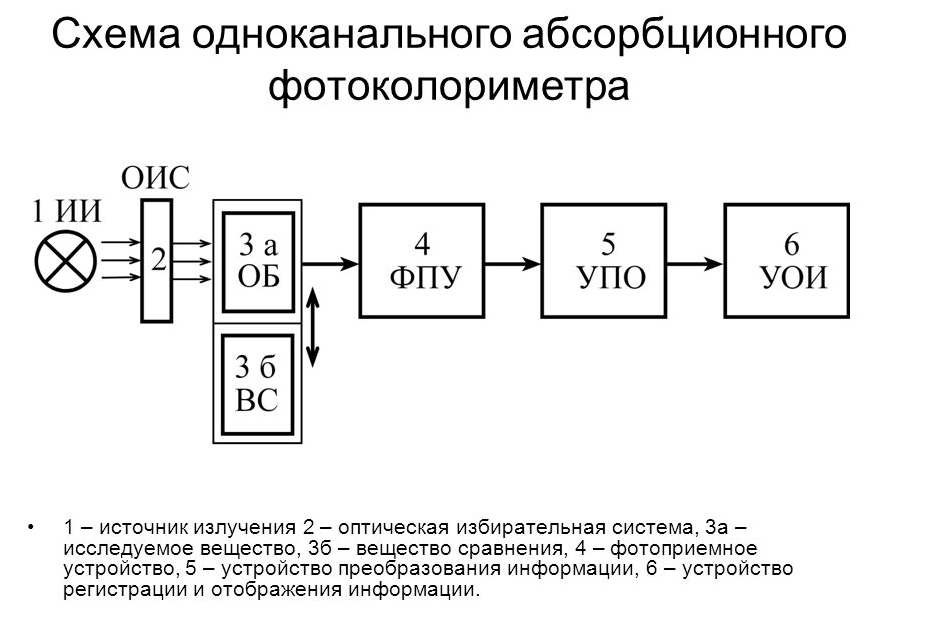 Схема одноканального абсорбционного
фотоколориметра
ОИС
1 ИИ
2
3 а
ОБ
4
ФПУ
5
УПО
6
УОИ
3 б
ВС
• 1 – источник излучения 2 – оптическая избирательная система, 3а –
исследуемое вещество, 3б – вещество сравнения, 4 – фотоприемное
устройство, 5 – устройство преобразования информации, 6 – устройство
регистрации и отображения информации.